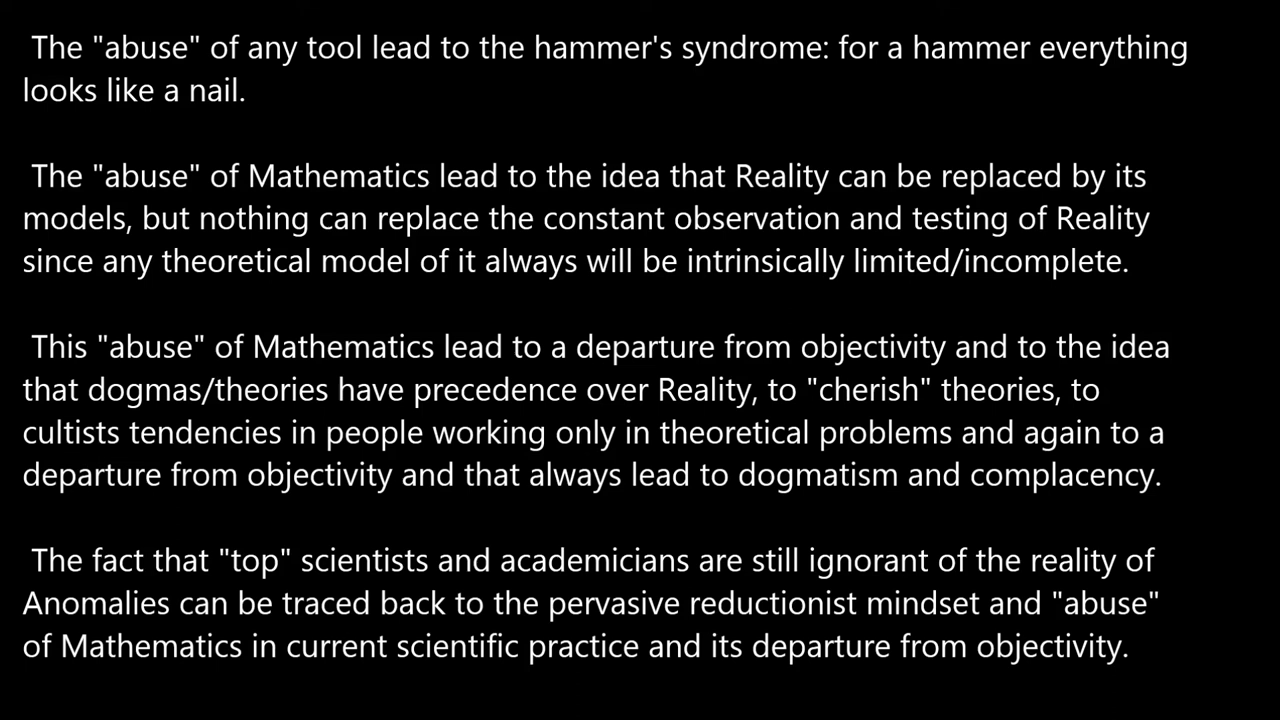 The "abuse" of any tool lead to the hammer's syndrome: for a hammer everything
looks like a nail.
The "abuse" of Mathematics lead to the idea that Reality can be replaced by its
models, but nothing can replace the constant observation and testing of Reality
since any theoretical model of it always will be intrinsically limited/incomplete.
This "abuse" of Mathematics lead to a departure from objectivity and to the idea
that dogmas/theories have precedence over Reality, to "cherish" theories, to
cultists tendencies in people working only in theoretical problems and again to a
departure from objectivity and that always lead to dogmatism and complacency.
The fact that "top" scientists and academicians are still ignorant of the reality of
Anomalies can be traced back to the pervasive reductionist mindset and "abuse"
of Mathematics in current scientific practice and its departure from objectivity.